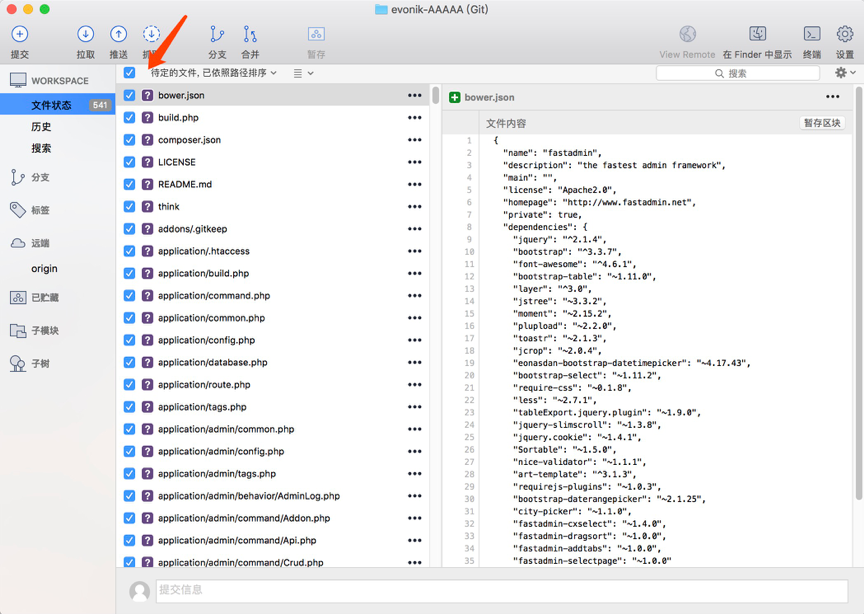 evonik-AAAAA (Git)
提交
拉取
推送
分支
合并
暂存
View Remote
在 Finder 中显示
终端
设置
WORKSPACE
文件状态
541
历史
搜索
分支
标签
远端
origin
已贮藏
子模块
子树
待定的文件, 已依照路径排序
搜索
bower.json
build.php
composer.json
LICENSE
README.md
think
addons/.gitkeep
application/.htaccess
application/build.php
application/command.php
application/common.php
application/config.php
application/database.php
application/route.php
application/tags.php
application/admin/common.php
application/admin/config.php
application/admin/tags.php
application/admin/behavior/AdminLog.php
application/admin/command/Addon.php
application/admin/command/Api.php
application/admin/command/Crud.php
bower.json
文件内容
暂存区块
1 {
2 "name": "fastadmin",
3 "description": "the fastest admin framework",
4 "main": "",
5 "license": "Apache2.0",
6 "homepage": "http://www.fastadmin.net",
7 "private": true,
8 "dependencies": {
9 "jquery": "^2.1.4",
10 "bootstrap": "^3.3.7",
11 "font-awesome": "^4.6.1",
12 "bootstrap-table": "~1.11.0",
13 "layer": "^3.0",
14 "jstree": "~3.3.2",
15 "moment": "~2.15.2",
16 "plupload": "~2.2.0",
17 "toastr": "~2.1.3",
18 "jcrop": "~2.0.4",
19 "eonasdan-bootstrap-datetimepicker": "~4.17.43",
20 "bootstrap-select": "~1.11.2",
21 "require-css": "~0.1.8",
22 "less": "~2.7.1",
23 "tableExport.jquery.plugin": "~1.9.0",
24 "jquery-slimscroll": "~1.3.8",
25 "jquery.cookie": "~1.4.1",
26 "Sortable": "~1.5.0",
27 "nice-validator": "~1.1.1",
28 "art-template": "^3.1.3",
29 "requirejs-plugins": "~1.0.3",
30 "bootstrap-daterangepicker": "~2.1.25",
31 "city-picker": "~1.1.0",
32 "fastadmin-cxselect": "~1.4.0",
33 "fastadmin-dragsort": "~1.0.0",
34 "fastadmin-addtabs": "~1.0.0",
35 "fastadmin-selectpage": "~1.0.0"
提交信息